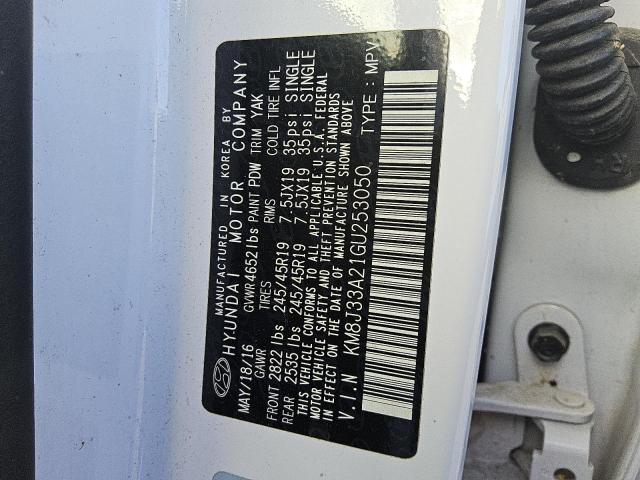 MANUFACTURED IN KOREA BY
HYUNDAI MOTOR COMPANY
MAY/18/16 GVWR 4652 lbs PAINT PDW TRIM YAK
GAWR TIRES RIMS COLD TIRE INFL
FRONT 2822 lbs 245/45R19 7.5JX19 35psi SINGLE
REAR 2535 lbs 245/45R19 7.5JX19 35psi SINGLE
THIS VEHICLE CONFORMS TO ALL APPLICABLE U.S.A. FEDERAL
MOTOR VEHICLE SAFETY AND THEFT PREVENTION STANDARDS
IN EFFECT ON THE DATE OF MANUFACTURE SHOWN ABOVE
V.I.N KM8J33A21GU253050 TYPE : MPV